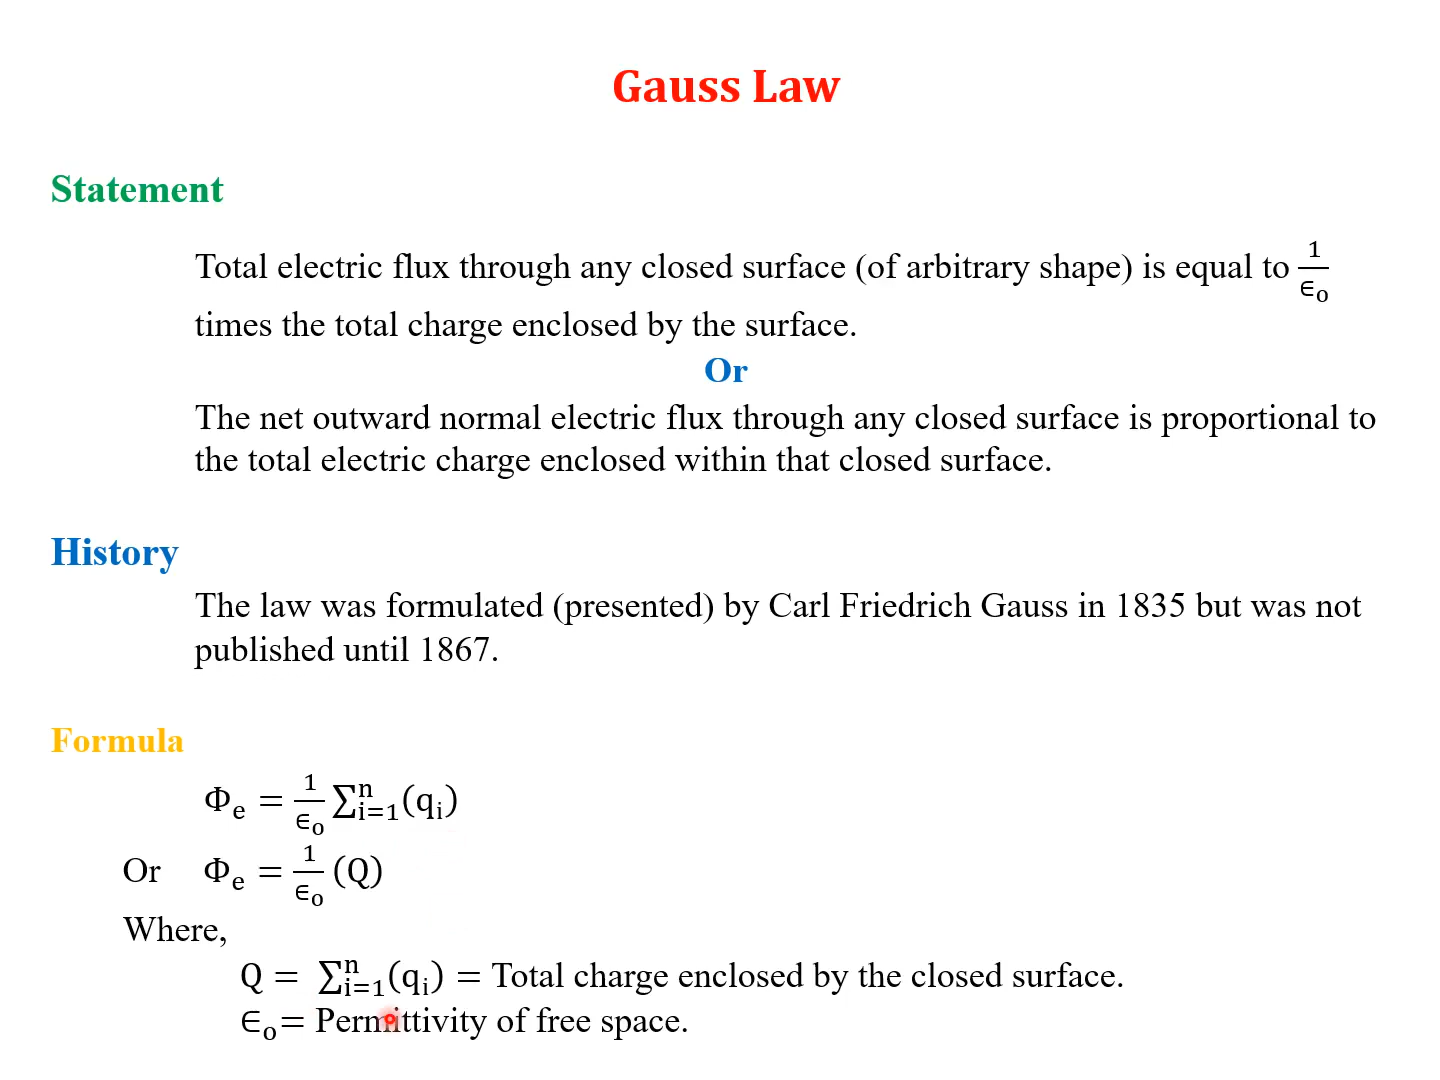 Gauss Law
Statement
Total electric flux through any closed surface (of arbitrary shape) is equal to 1/∈o
times the total charge enclosed by the surface.
Or
The net outward normal electric flux through any closed surface is proportional to
the total electric charge enclosed within that closed surface.
History
The law was formulated (presented) by Carl Friedrich Gauss in 1835 but was not
published until 1867.
Formula
Φe = 1/∈o ∑ⁿi=1(qi)
Or Φe = 1/∈o (Q)
Where,
Q = ∑ⁿi=1(qi) = Total charge enclosed by the closed surface.
∈o= Permittivity of free space.